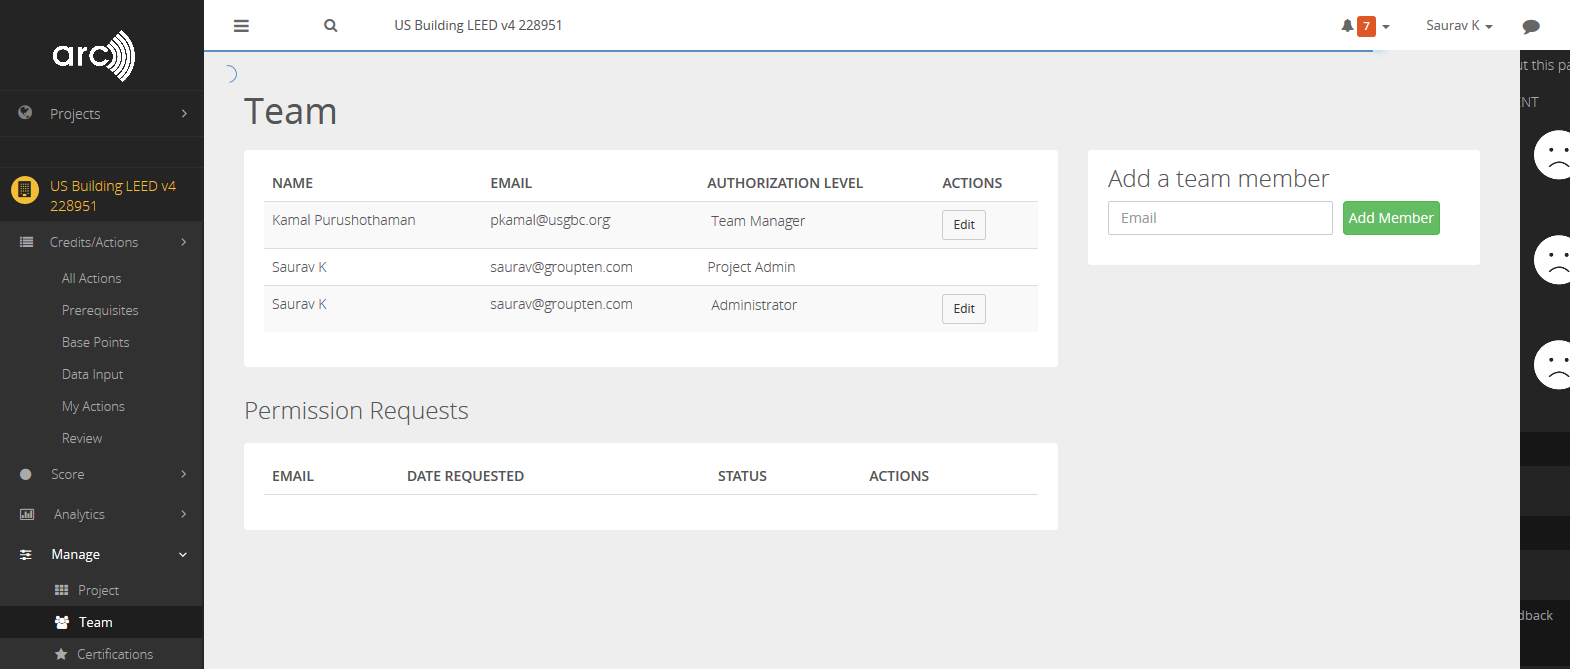 arc
US Building LEED v4 228951
7
Saurav K
Projects
US Building LEED v4
228951
Credits/Actions
All Actions
Prerequisites
Base Points
Data Input
My Actions
Review
Score
Analytics
Manage
Project
Team
Certifications
Team
NAME EMAIL AUTHORIZATION LEVEL ACTIONS
Kamal Purushothaman pkamal@usgbc.org Team Manager Edit
Saurav K saurav@groupten.com Project Admin
Saurav K saurav@groupten.com Administrator Edit
Add a team member
Email Add Member
Permission Requests
EMAIL DATE REQUESTED STATUS ACTIONS
this